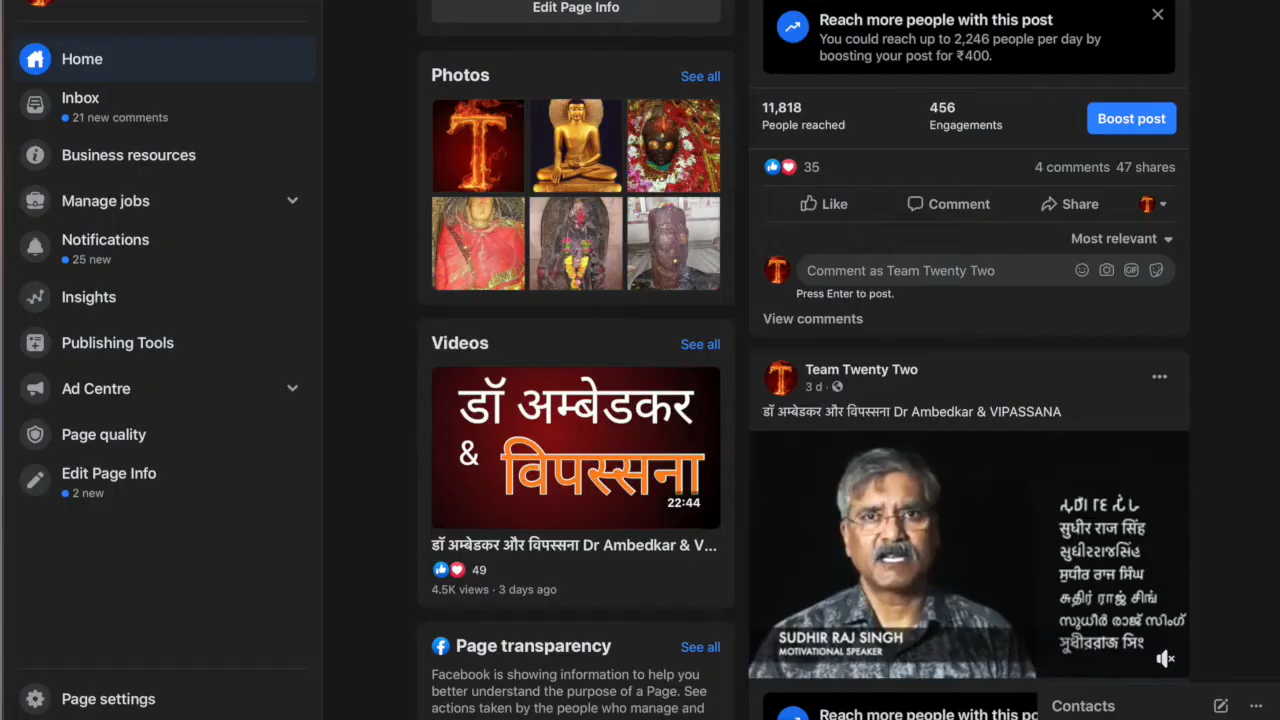 Home
Inbox
21 new comments
Business resources
Manage jobs
Notifications
25 new
Insights
Publishing Tools
Ad Centre
Page quality
Edit Page Info
2 new
Page settings
Edit Page Info
Photos
See all
T
Videos
See all
डॉ अम्बेडकर
&
विपस्सना
22:44
डॉ अम्बेडकर और विपस्सना Dr Ambedkar & V...
49
4.5K views · 3 days ago
Page transparency
See all
Facebook is showing information to help you
better understand the purpose of a Page. See
actions taken by the people who manage and
Reach more people with this post
You could reach up to 2,246 people per day by
boosting your post for ₹400.
11,818
People reached
456
Engagements
Boost post
35
4 comments 47 shares
Like
Comment
Share
Most relevant
Comment as Team Twenty Two
GIF
Press Enter to post.
View comments
Team Twenty Two
3 d ·
डॉ अम्बेडकर और विपस्सना Dr Ambedkar & VIPASSANA
सुधीर राज सिंह
સુધીરરાજસિંહ
ਸੁਧੀਰ ਰਾਜ ਸਿੰਘ
சுதிர் ராஜ் சிங்
സുധീർ രാജ് സിംഗ്
SUDHIR RAJ SINGH
MOTIVATIONAL SPEAKER
Reach more people with this po
Contacts